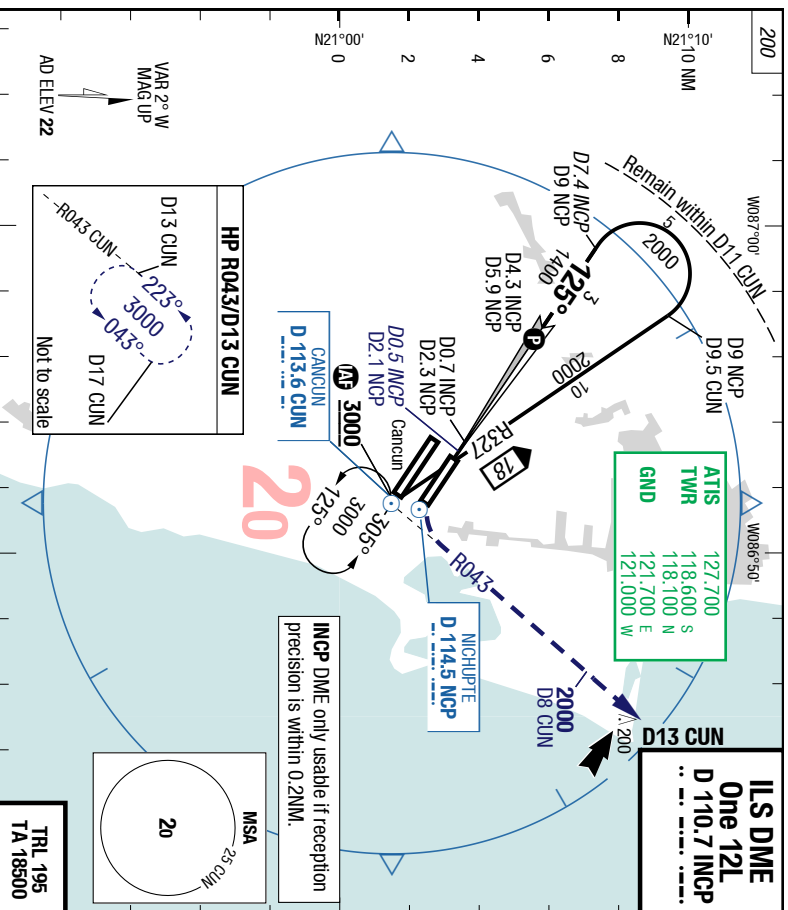 200
ILS DME
One 12L
D 110.7 INCP
.. -. -.-. .--.
ATIS 127.700
TWR 118.600 S
118.100 N
GND 121.700 E
121.000 W
N21°10'
N21°00'
W087°00'
W086°50'
10 NM
8
6
4
2
0
VAR 2° W
MAG UP
AD ELEV 22
Remain within D11 CUN
5
2000
D7.4 INCP
D9 NCP
1400
125°
3
D4.3 INCP
D5.9 NCP
P
D9 NCP
D9.5 CUN
2000
10
R327
18
D0.7 INCP
D2.3 NCP
D0.5 INCP
D2.1 NCP
Cancun
IAF 3000
CANCUN
D 113.6 CUN
-.-. ..- -.
305°
3000
125°
20
R043
NICHUPTE
D 114.5 NCP
-. -.-. .--.
2000
D8 CUN
200
D13 CUN
HP R043/D13 CUN
D13 CUN
R043 CUN
223°
3000
043°
D17 CUN
Not to scale
INCP DME only usable if reception
precision is within 0.2NM.
MSA
25 CUN
20
TRL 195
TA 18500